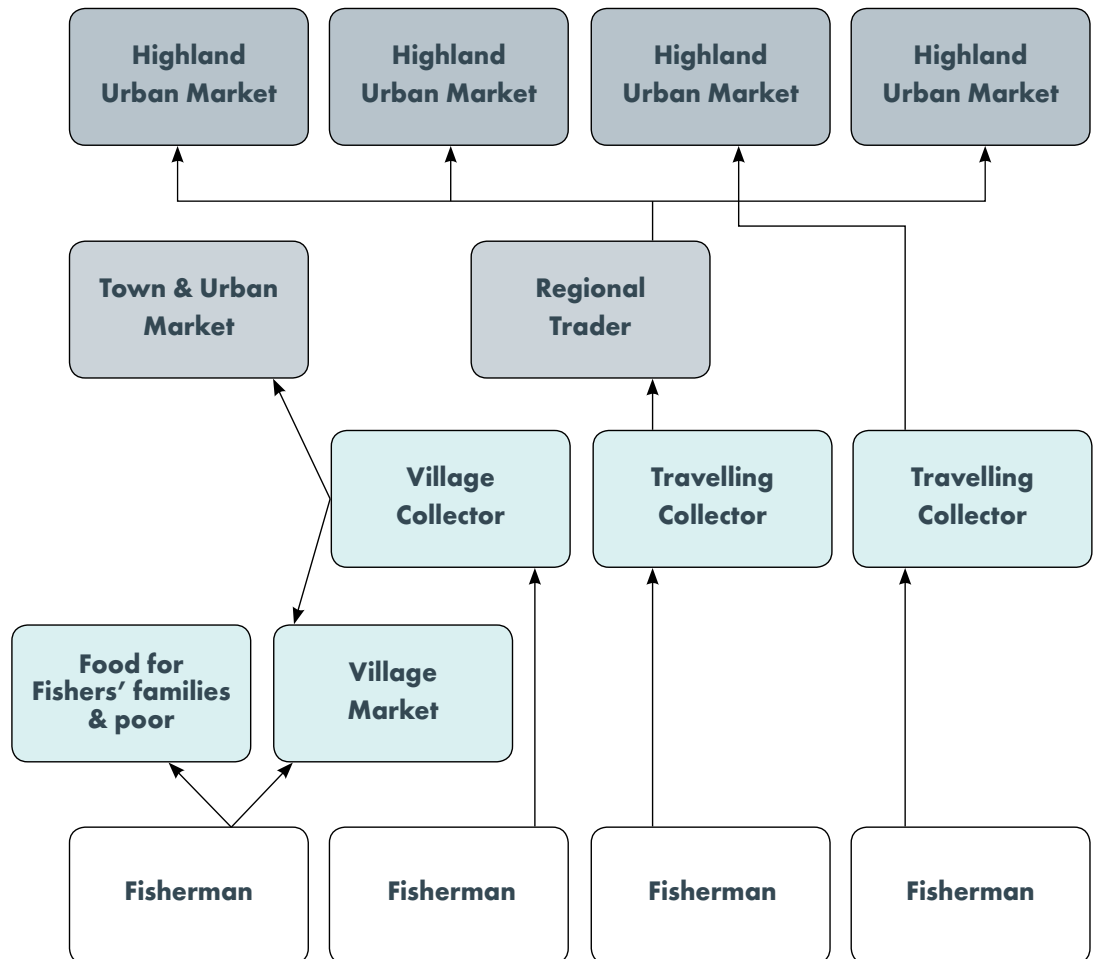 Highland
Urban Market
Highland
Urban Market
Highland
Urban Market
Highland
Urban Market
Town & Urban
Market
Regional
Trader
Village
Collector
Travelling
Collector
Travelling
Collector
Food for
Fishers’ families
& poor
Village
Market
Fisherman
Fisherman
Fisherman
Fisherman